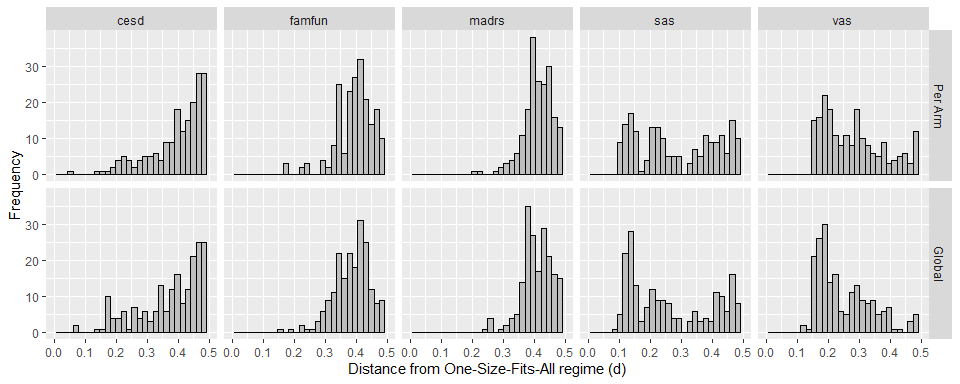 cesd famfun madrs sas vas
30
20
10
0
Per Arm
30
20
10
0
Global
Frequency
0.0 0.1 0.2 0.3 0.4 0.5 0.0 0.1 0.2 0.3 0.4 0.5 0.0 0.1 0.2 0.3 0.4 0.5 0.0 0.1 0.2 0.3 0.4 0.5 0.0 0.1 0.2 0.3 0.4 0.5
Distance from One-Size-Fits-All regime (d)